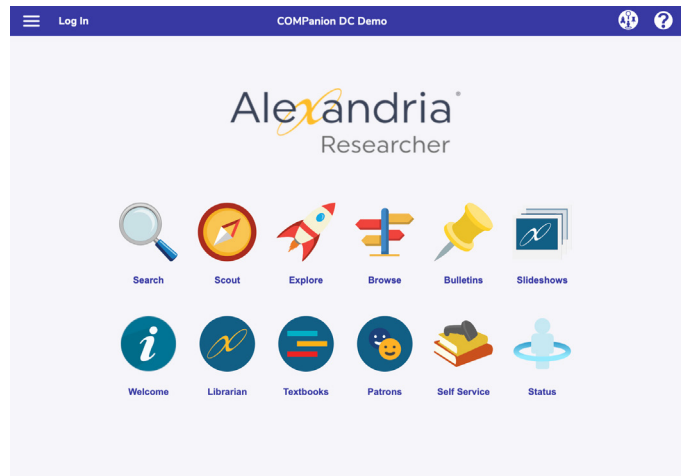 Log In
COMPanion DC Demo
?
Alexandria®
Researcher
Search
Scout
Explore
Browse
Bulletins
Slideshows
i
Welcome
Librarian
Textbooks
Patrons
Self Service
Status